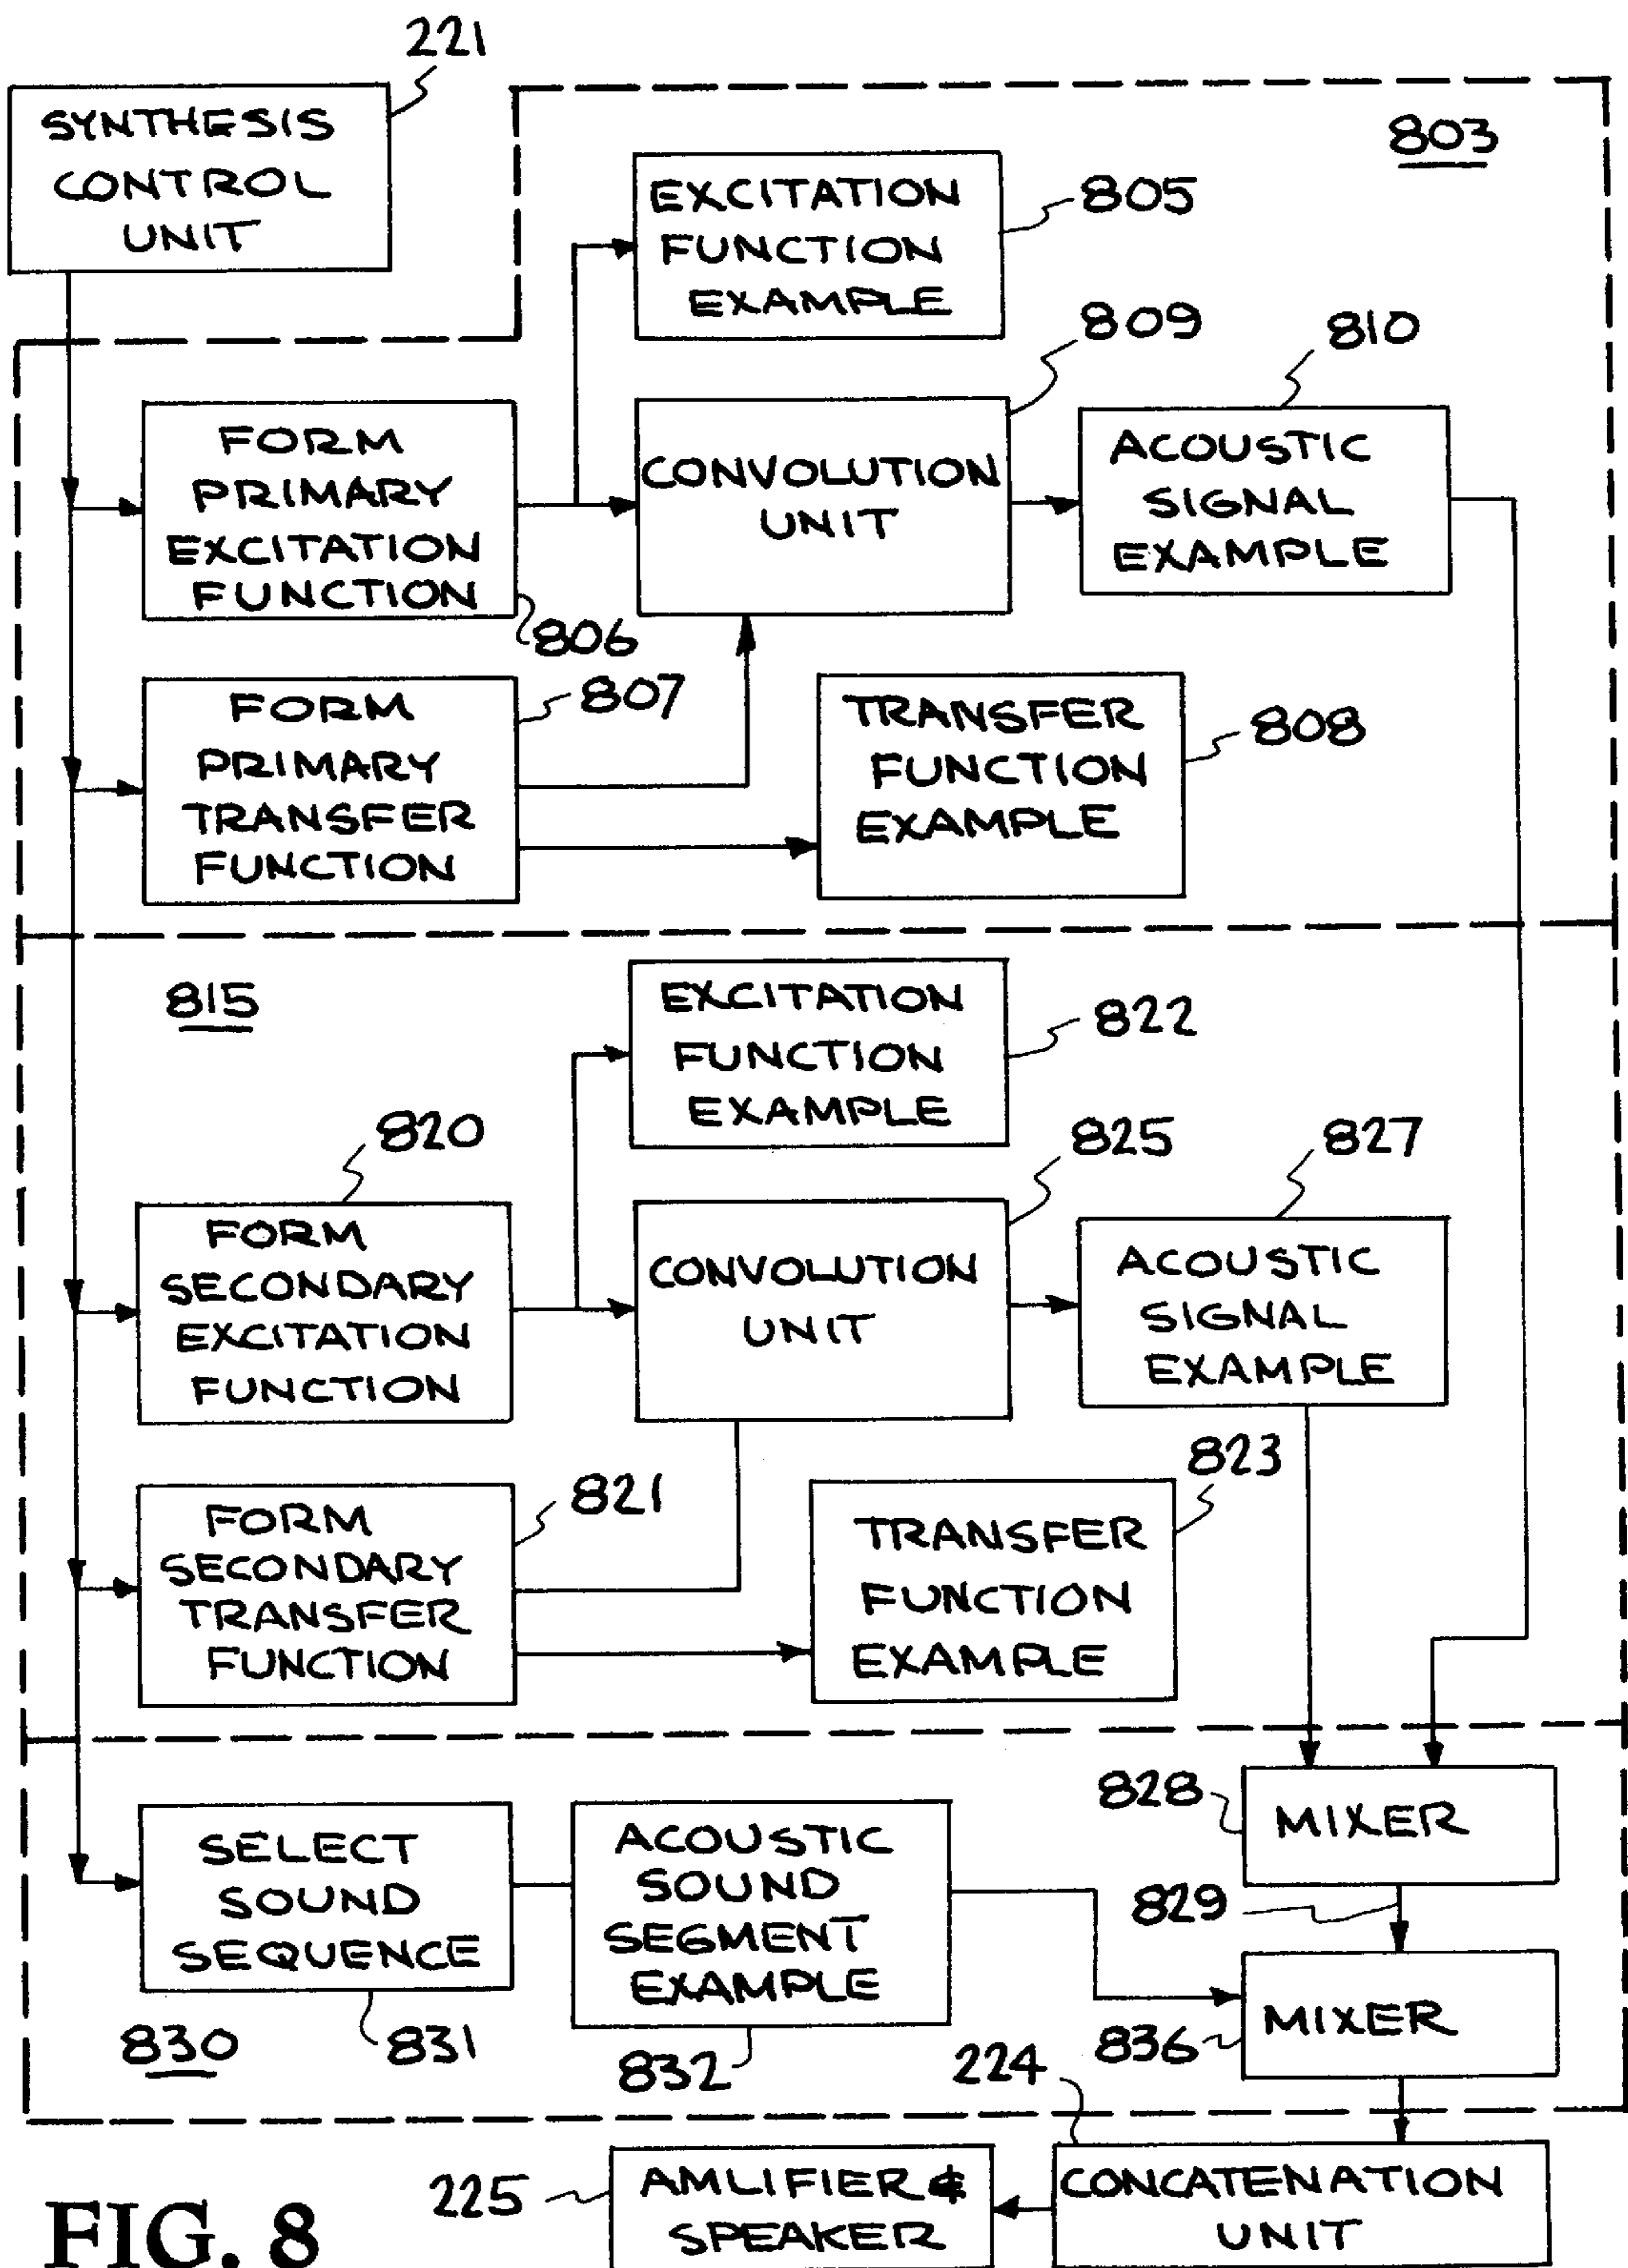 221
SYNTHESIS
CONTROL
UNIT
803
EXCITATION
FUNCTION
EXAMPLE
805
809
810
FORM
PRIMARY
EXCITATION
FUNCTION
806
CONVOLUTION
UNIT
ACOUSTIC
SIGNAL
EXAMPLE
FORM
PRIMARY
TRANSFER
FUNCTION
807
TRANSFER
FUNCTION
EXAMPLE
808
815
EXCITATION
FUNCTION
EXAMPLE
822
820
825
827
FORM
SECONDARY
EXCITATION
FUNCTION
CONVOLUTION
UNIT
ACOUSTIC
SIGNAL
EXAMPLE
823
FORM
SECONDARY
TRANSFER
FUNCTION
821
TRANSFER
FUNCTION
EXAMPLE
828
MIXER
SELECT
SOUND
SEQUENCE
ACOUSTIC
SOUND
SEGMENT
EXAMPLE
829
MIXER
836
830
831
832
224
225
AMLIFIER &
SPEAKER
CONCATENATION
UNIT
FIG. 8